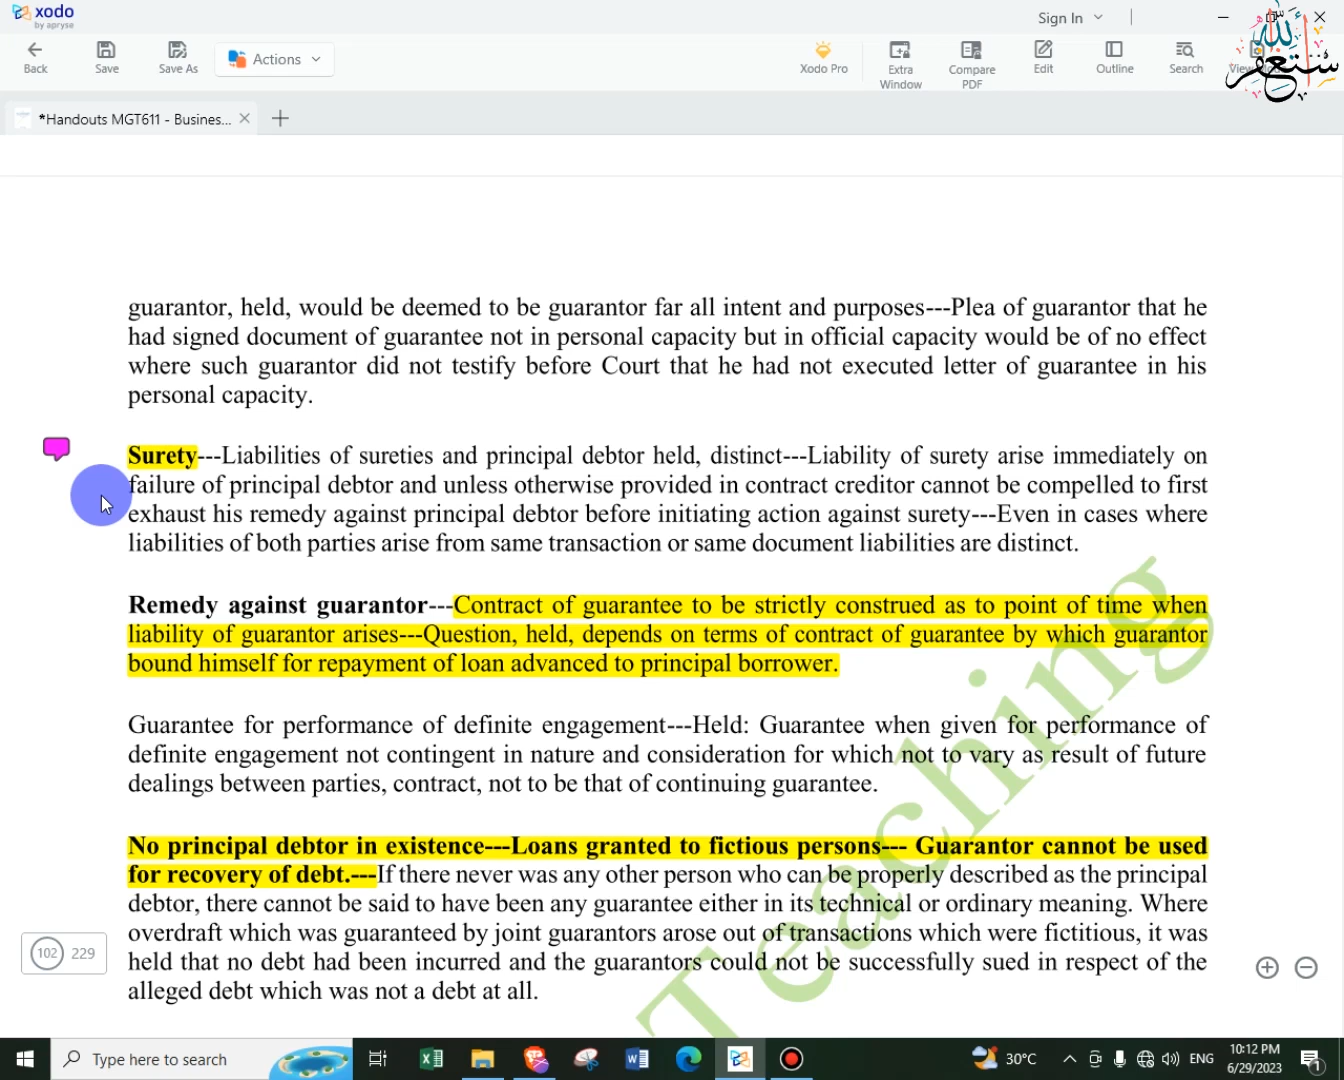 xodo
by apryse
Sign In
Back
Save
Save As
Actions
Xodo Pro
Extra Window
Compare PDF
Edit
Outline
Search
أستغفر الله
*Handouts MGT611 - Busines...
guarantor, held, would be deemed to be guarantor far all intent and purposes---Plea of guarantor that he
had signed document of guarantee not in personal capacity but in official capacity would be of no effect
where such guarantor did not testify before Court that he had not executed letter of guarantee in his
personal capacity.
Surety---Liabilities of sureties and principal debtor held, distinct---Liability of surety arise immediately on
failure of principal debtor and unless otherwise provided in contract creditor cannot be compelled to first
exhaust his remedy against principal debtor before initiating action against surety---Even in cases where
liabilities of both parties arise from same transaction or same document liabilities are distinct.
Remedy against guarantor---Contract of guarantee to be strictly construed as to point of time when
liability of guarantor arises---Question, held, depends on terms of contract of guarantee by which guarantor
bound himself for repayment of loan advanced to principal borrower.
Guarantee for performance of definite engagement---Held: Guarantee when given for performance of
definite engagement not contingent in nature and consideration for which not to vary as result of future
dealings between parties, contract, not to be that of continuing guarantee.
No principal debtor in existence---Loans granted to fictious persons--- Guarantor cannot be used
for recovery of debt.---If there never was any other person who can be properly described as the principal
debtor, there cannot be said to have been any guarantee either in its technical or ordinary meaning. Where
overdraft which was guaranteed by joint guarantors arose out of transactions which were fictitious, it was
held that no debt had been incurred and the guarantors could not be successfully sued in respect of the
alleged debt which was not a debt at all.
Teaching
102 229
Type here to search
30°C
ENG
10:12 PM
6/29/2023
1